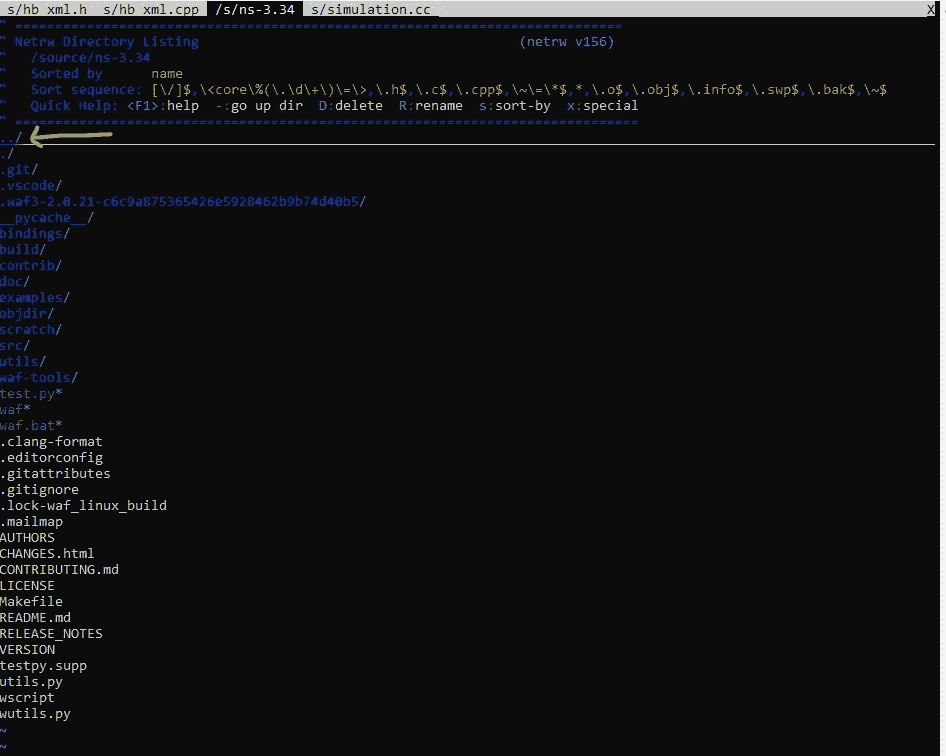 s/hb_xml.h  s/hb_xml.cpp  /s/ns-3.34  s/simulation.cc  X
" ============================================================================
" Netrw Directory Listing                                        (netrw v156)
"   /source/ns-3.34
"   Sorted by      name
"   Sort sequence: [\/]$,\<core\%(\.\d\+\)\=\>,\.h$,\.c$,\.cpp$,\~\=\*$,*,\.o$,\.obj$,\.info$,\.swp$,\.bak$,\~$
"   Quick Help: <F1>:help  -:go up dir  D:delete  R:rename  s:sort-by  x:special
" ==============================================================================
../
./
.git/
.vscode/
.waf3-2.0.21-c6c9a875365426e5928462b9b74d40b5/
__pycache__/
bindings/
build/
contrib/
doc/
examples/
objdir/
scratch/
src/
utils/
waf-tools/
test.py*
waf*
waf.bat*
.clang-format
.editorconfig
.gitattributes
.gitignore
.lock-waf_linux_build
.mailmap
AUTHORS
CHANGES.html
CONTRIBUTING.md
LICENSE
Makefile
README.md
RELEASE_NOTES
VERSION
testpy.supp
utils.py
wscript
wutils.py
~
~